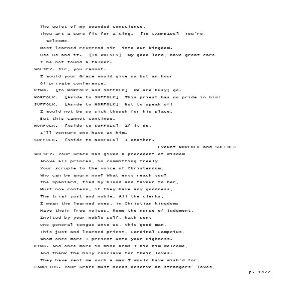 The quiet of my wounded conscience,
Thou art a cure fit for a King. [To CAMPEIUS] You're
welcome,
Most learned reverend sir, into our kingdom.
Use us and it. [To WOLSEY] My good lord, have great care
I be not found a talker.
WOLSEY. Sir, you cannot.
I would your Grace would give us but an hour
Of private conference.
KING. [To NORFOLK and SUFFOLK] We are busy; go.
NORFOLK. [Aside to SUFFOLK] This priest has no pride in him!
SUFFOLK. [Aside to NORFOLK] Not to speak of!
I would not be so sick though for his place.
But this cannot continue.
NORFOLK. [Aside to SUFFOLK] If it do,
I'll venture one have-at-him.
SUFFOLK. [Aside to NORFOLK] I another.
Exeunt NORFOLK and SUFFOLK
WOLSEY. Your Grace has given a precedent of wisdom
Above all princes, in committing freely
Your scruple to the voice of Christendom.
Who can be angry now? What envy reach you?
The Spaniard, tied by blood and favour to her,
Must now confess, if they have any goodness,
The trial just and noble. All the clerks,
I mean the learned ones, in Christian kingdoms
Have their free voices. Rome the nurse of judgment,
Invited by your noble self, hath sent
One general tongue unto us, this good man,
This just and learned priest, Cardinal Campeius,
Whom once more I present unto your Highness.
KING. And once more in mine arms I bid him welcome,
And thank the holy conclave for their loves.
They have sent me such a man I would have wish'd for.
CAMPEIUS. Your Grace must needs deserve an strangers' loves,